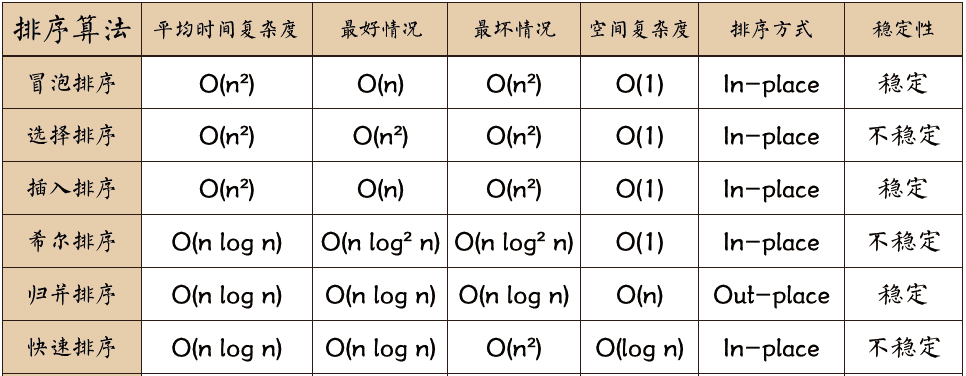 排序算法 平均时间复杂度 最好情况 最坏情况 空间复杂度 排序方式 稳定性
冒泡排序 O(n²) O(n) O(n²) O(1) In-place 稳定
选择排序 O(n²) O(n²) O(n²) O(1) In-place 不稳定
插入排序 O(n²) O(n) O(n²) O(1) In-place 稳定
希尔排序 O(n log n) O(n log² n) O(n log² n) O(1) In-place 不稳定
归并排序 O(n log n) O(n log n) O(n log n) O(n) Out-place 稳定
快速排序 O(n log n) O(n log n) O(n²) O(log n) In-place 不稳定